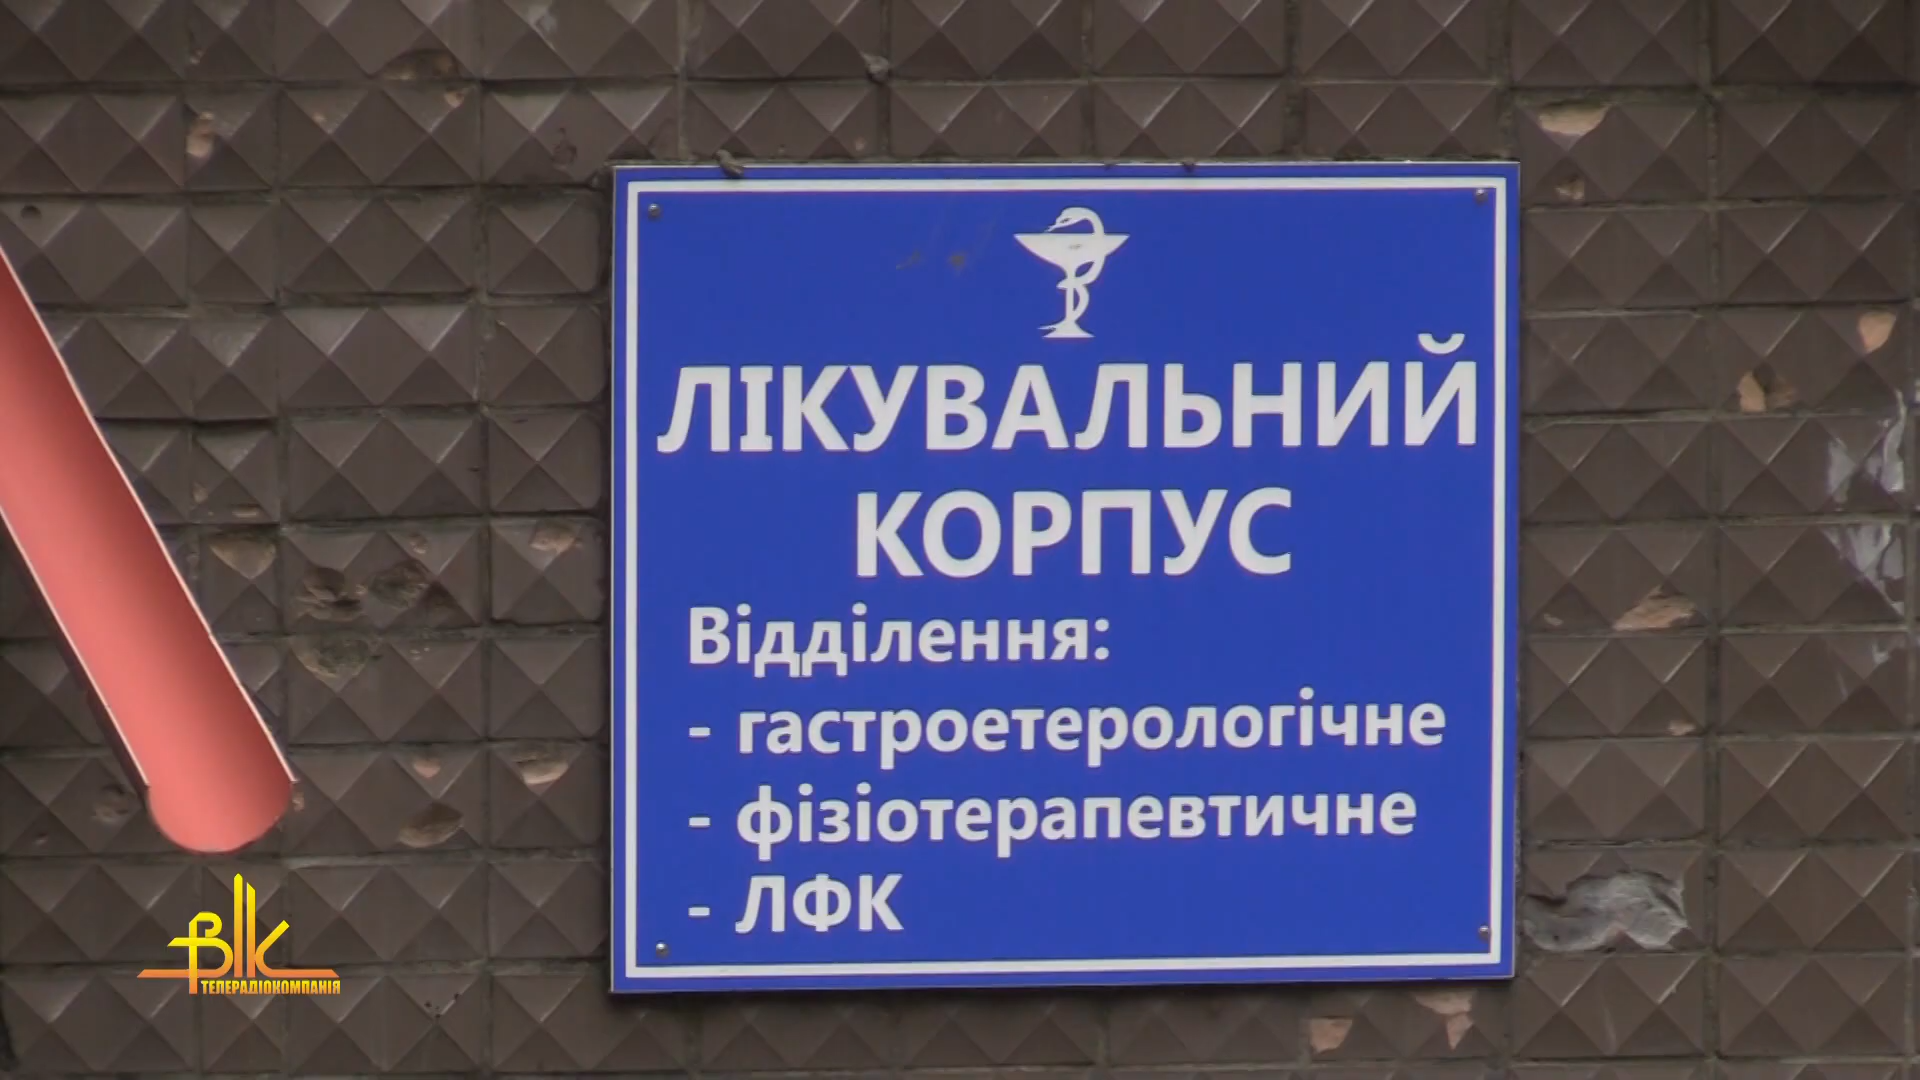 ЛІКУВАЛЬНИЙ
КОРПУС
Відділення:
- гастроетерологічне
- фізіотерапевтичне
- ЛФК
ВІК
ТЕЛЕРАДІОКОМПАНІЯ